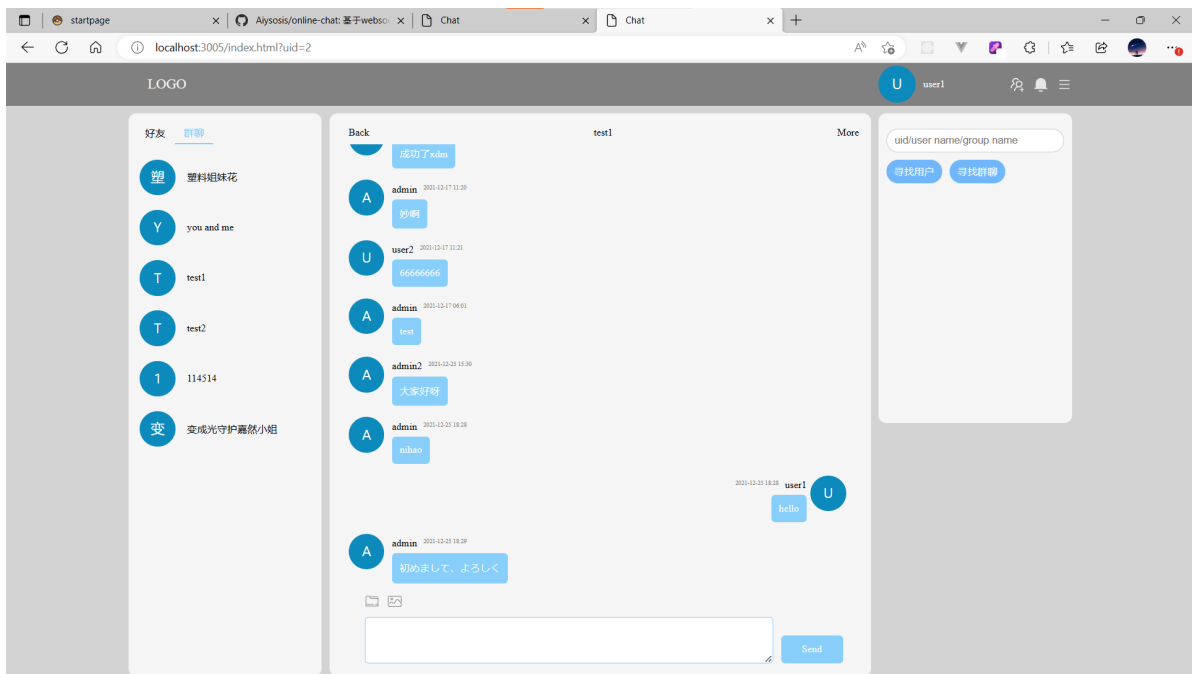 startpage
Aiysosis/online-chat: 基于websoc
Chat
Chat
localhost:3005/index.html?uid=2
LOGO
U
user1
好友
群聊
塑
塑料姐妹花
Y
you and me
T
test1
T
test2
1
114514
变
变成光守护嘉然小姐
Back
test1
More
成功了xdm
A
admin 2021-12-17 11:20
妙啊
U
user2 2021-12-17 11:21
66666666
A
admin 2021-12-17 06:01
test
A
admin2 2021-12-25 15:30
大家好呀
A
admin 2021-12-25 18:28
nihao
2021-12-25 18:28 user1
U
hello
A
admin 2021-12-25 18:29
初めまして、よろしく
Send
uid/user name/group name
寻找用户
寻找群聊